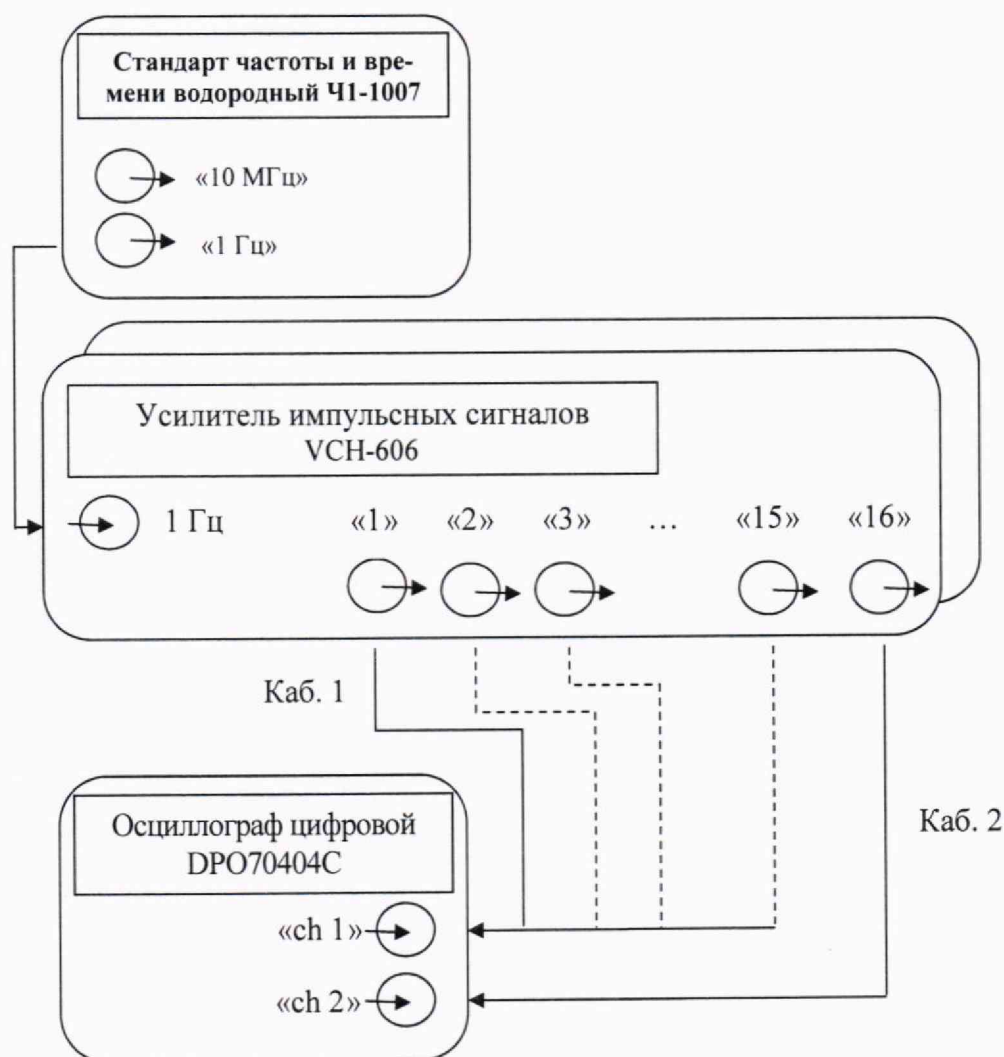 Стандарт частоты и вре-
мени водородный Ч1-1007
«10 МГц»
«1 Гц»
Усилитель импульсных сигналов
VCH-606
1 Гц «1» «2» «3» ... «15» «16»
Каб. 1
Каб. 2
Осциллограф цифровой
DPO70404C
«ch 1»
«ch 2»